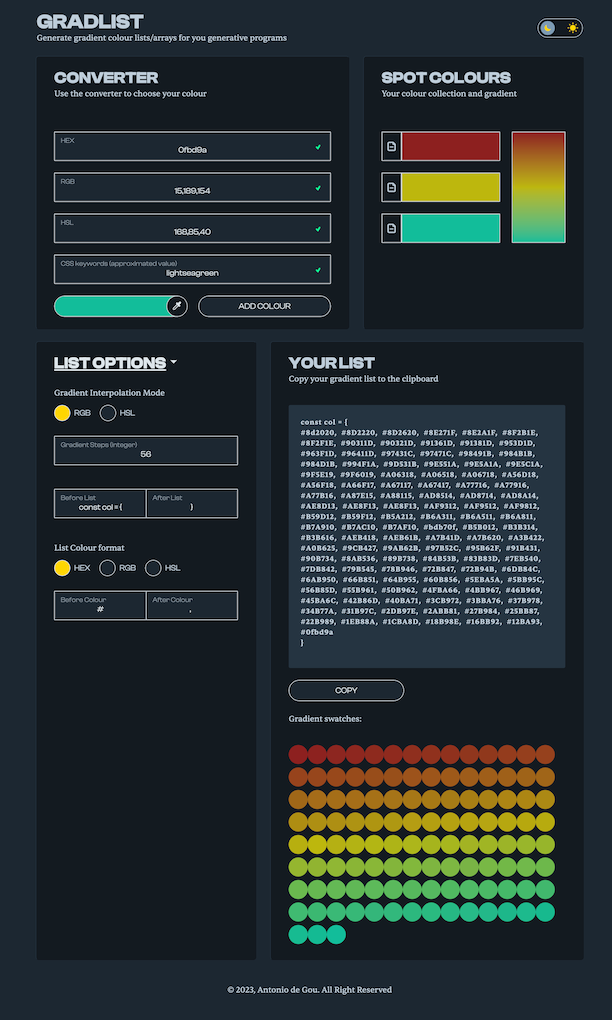 GRADLIST
Generate gradient colour lists/arrays for you generative programs
CONVERTER
Use the converter to choose your colour
HEX
0fbd9a
RGB
15,189,154
HSL
168,85,40
CSS keywords (approximated value)
lightseagreen
ADD COLOUR
SPOT COLOURS
Your colour collection and gradient
LIST OPTIONS
Gradient Interpolation Mode
RGB HSL
Gradient Steps (Integer)
56
Before List After List
const col = { }
List Colour format
HEX RGB HSL
Before Colour After Colour
# ,
YOUR LIST
Copy your gradient list to the clipboard
const col = {
#8d2020, #8D2220, #8D2620, #8E271F, #8E2A1F, #8F2B1E,
#8F2F1E, #90311D, #90321D, #91361D, #91381D, #953D1D,
#963F1D, #96411D, #97431C, #97471C, #98491B, #984B1B,
#984D1B, #994F1A, #9D531B, #9E551A, #9E5A1A, #9E5C1A,
#9F5E19, #9F6019, #A06318, #A06518, #A06718, #A56D18,
#A56F18, #A66F17, #A67117, #A67417, #A77716, #A77916,
#A77B16, #A87E15, #A88115, #AD8514, #AD8714, #AD8A14,
#AE8D13, #AE8F13, #AE8F13, #AF9312, #AF9512, #AF9812,
#B59D12, #B59F12, #B5A212, #B6A311, #B6A511, #B6A811,
#B7A910, #B7AC10, #B7AF10, #bdb70f, #B5B012, #B3B314,
#B3B616, #AEB418, #AEB61B, #A7B41D, #A7B620, #A3B422,
#A0B625, #9CB427, #9AB62B, #97B52C, #95B62F, #91B431,
#90B734, #8AB536, #89B738, #84B53B, #83B83D, #7EB540,
#7DB842, #79B545, #78B946, #72B847, #72B94B, #6DB84C,
#6AB950, #66B851, #64B955, #60B856, #5EBA5A, #5BB95C,
#56B85D, #55B961, #50B962, #4FBA66, #4BB967, #46B969,
#45BA6C, #42B86D, #40BA71, #3CB972, #3BBA76, #37B978,
#34B77A, #31B97C, #2DB97E, #2ABB81, #27B984, #25BB87,
#22B989, #1EB88A, #1CBA8D, #18B98E, #16BB92, #12BA93,
#0fbd9a
}
COPY
Gradient swatches:
© 2023, Antonio de Gou. All Right Reserved